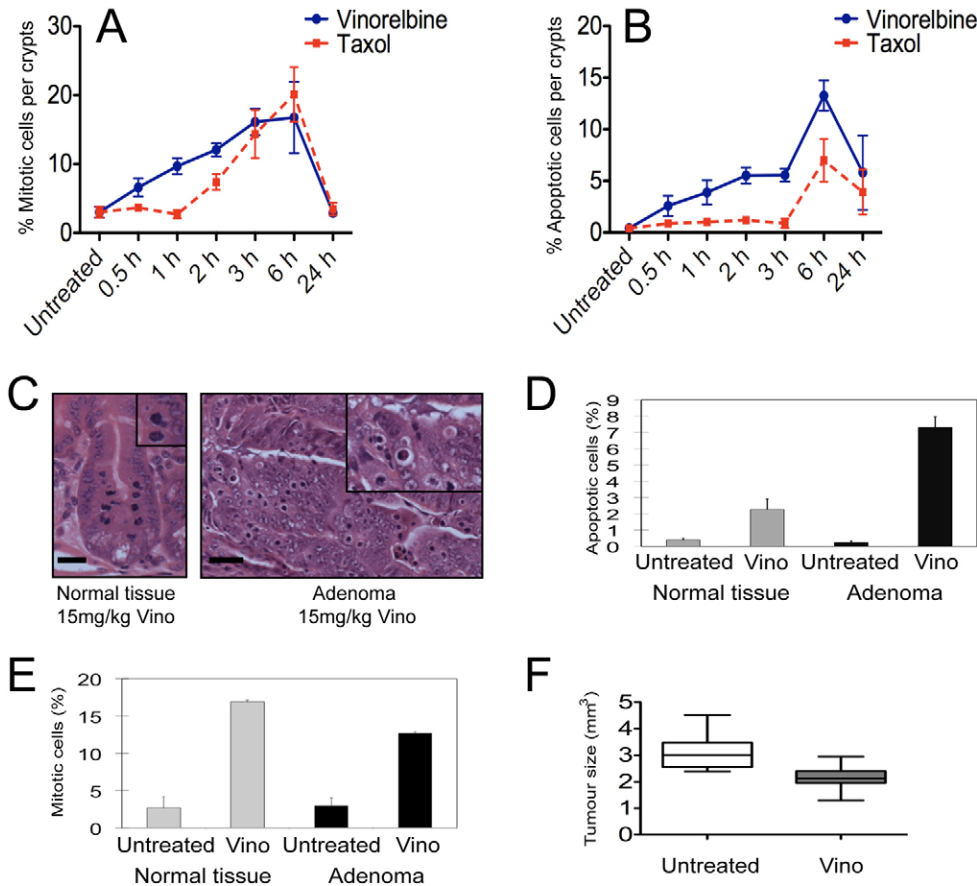 A
Vinorelbine
Taxol
% Mitotic cells per crypts
30
20
10
0
Untreated
0.5 h
1 h
2 h
3 h
6 h
24 h
B
Vinorelbine
Taxol
% Apoptotic cells per crypts
20
15
10
5
0
Untreated
0.5 h
1 h
2 h
3 h
6 h
24 h
C
Normal tissue
15mg/kg Vino
Adenoma
15mg/kg Vino
D
Apoptotic cells (%)
9
8
7
6
5
4
3
2
1
0
Untreated Vino Untreated Vino
Normal tissue Adenoma
E
Mitotic cells (%)
20
15
10
5
0
Untreated Vino Untreated Vino
Normal tissue Adenoma
F
Tumour size (mm³)
5
4
3
2
1
0
Untreated Vino